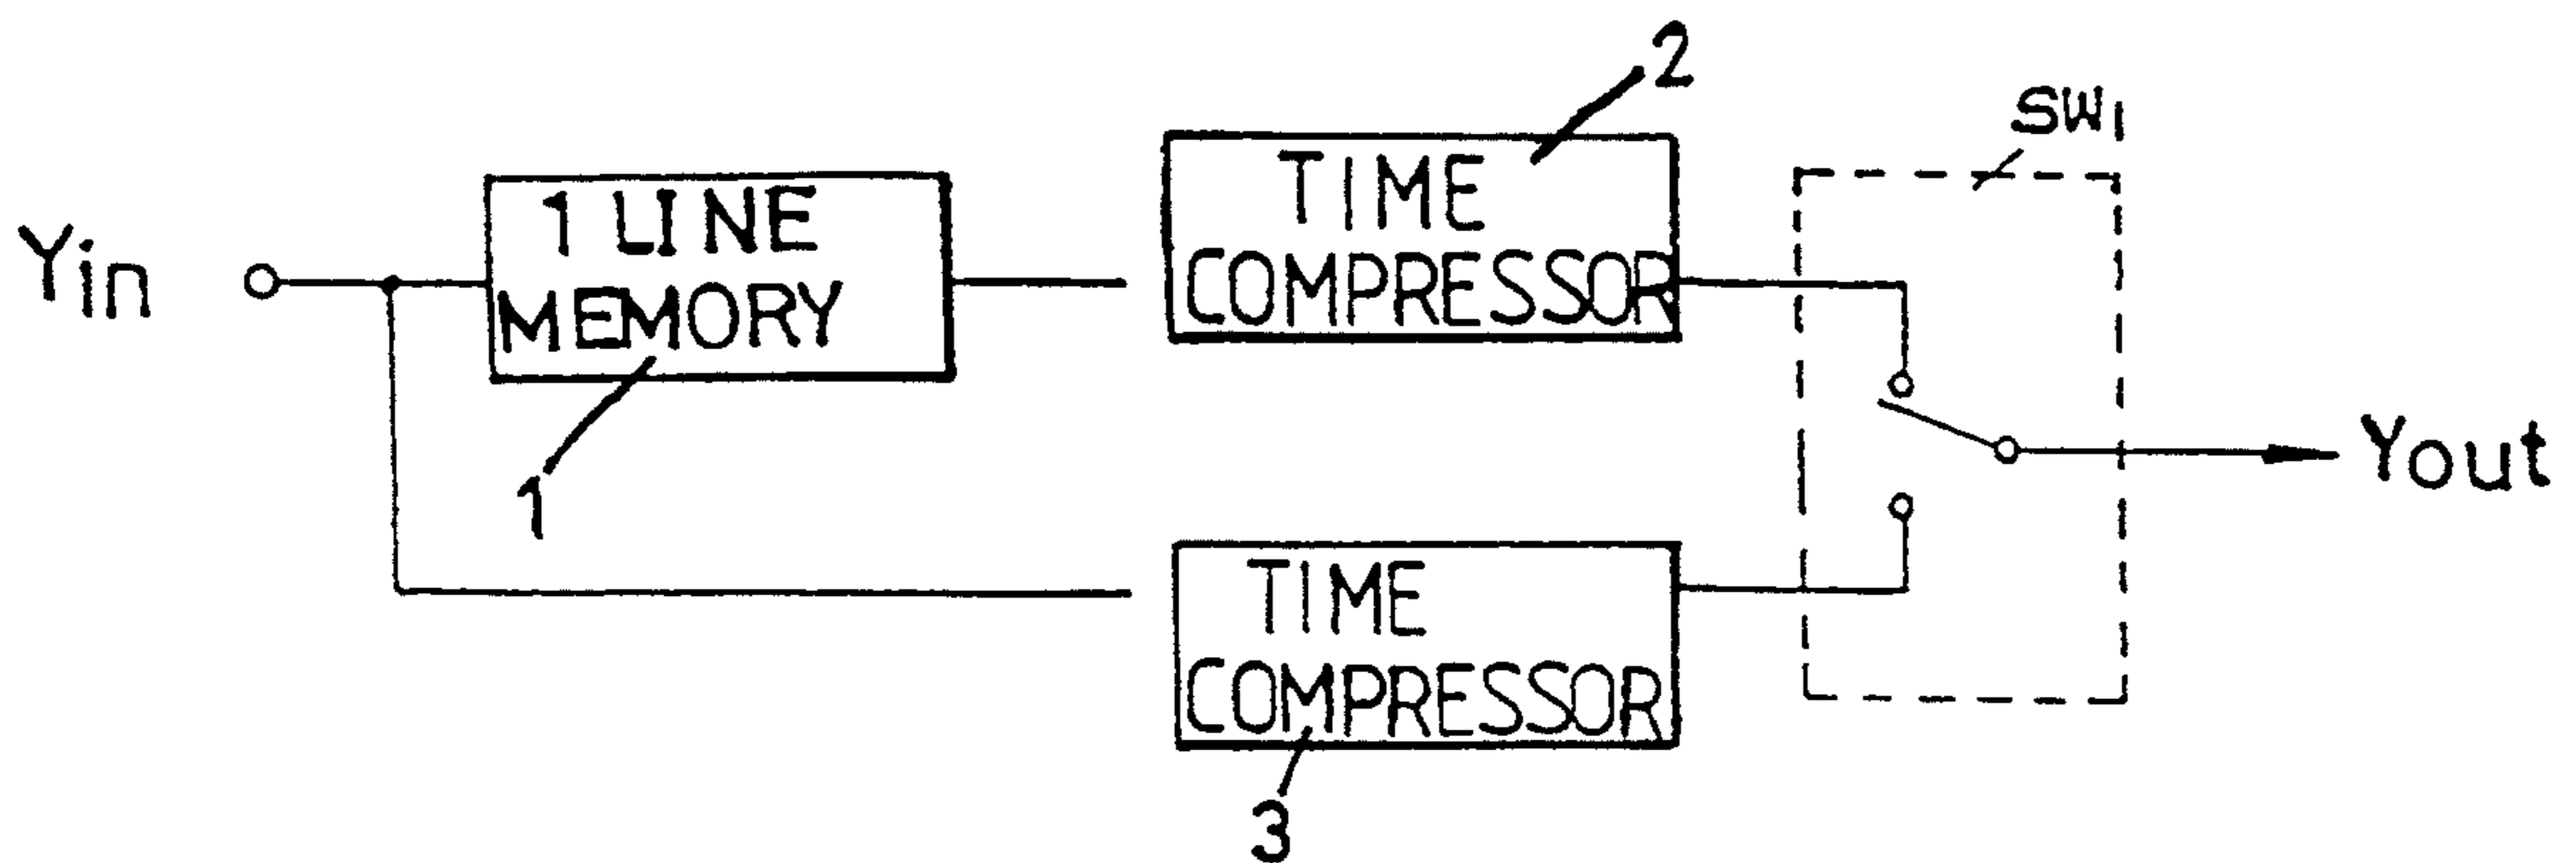 2
SW1
1 LINE
MEMORY
TIME
COMPRESSOR
Yin
Yout
1
TIME
COMPRESSOR
3